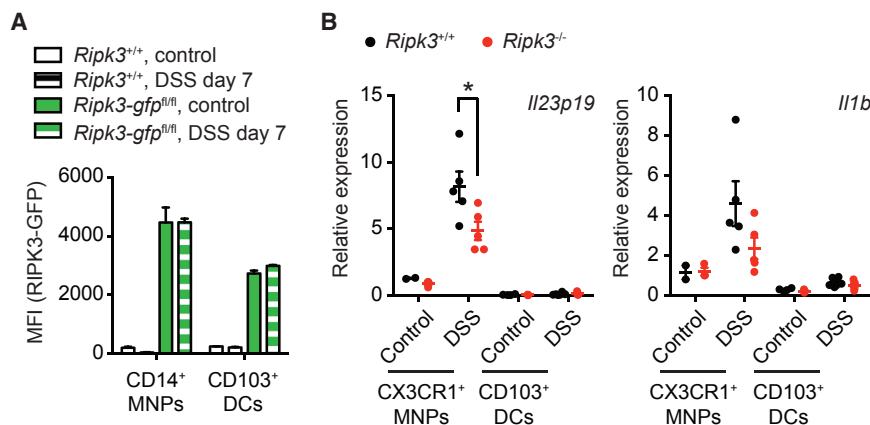 A
Ripk3+/+, control
Ripk3+/+, DSS day 7
Ripk3-gfpfl/fl, control
Ripk3-gfpfl/fl, DSS day 7
MFI (RIPK3-GFP)
6000
4000
2000
0
CD14+
MNPs
CD103+
DCs
B
Ripk3+/+
Ripk3-/-
Relative expression
15
10
5
0
*
Il23p19
Control
DSS
Control
DSS
CX3CR1+
MNPs
CD103+
DCs
Relative expression
10
8
6
4
2
0
Il1b
Control
DSS
Control
DSS
CX3CR1+
MNPs
CD103+
DCs